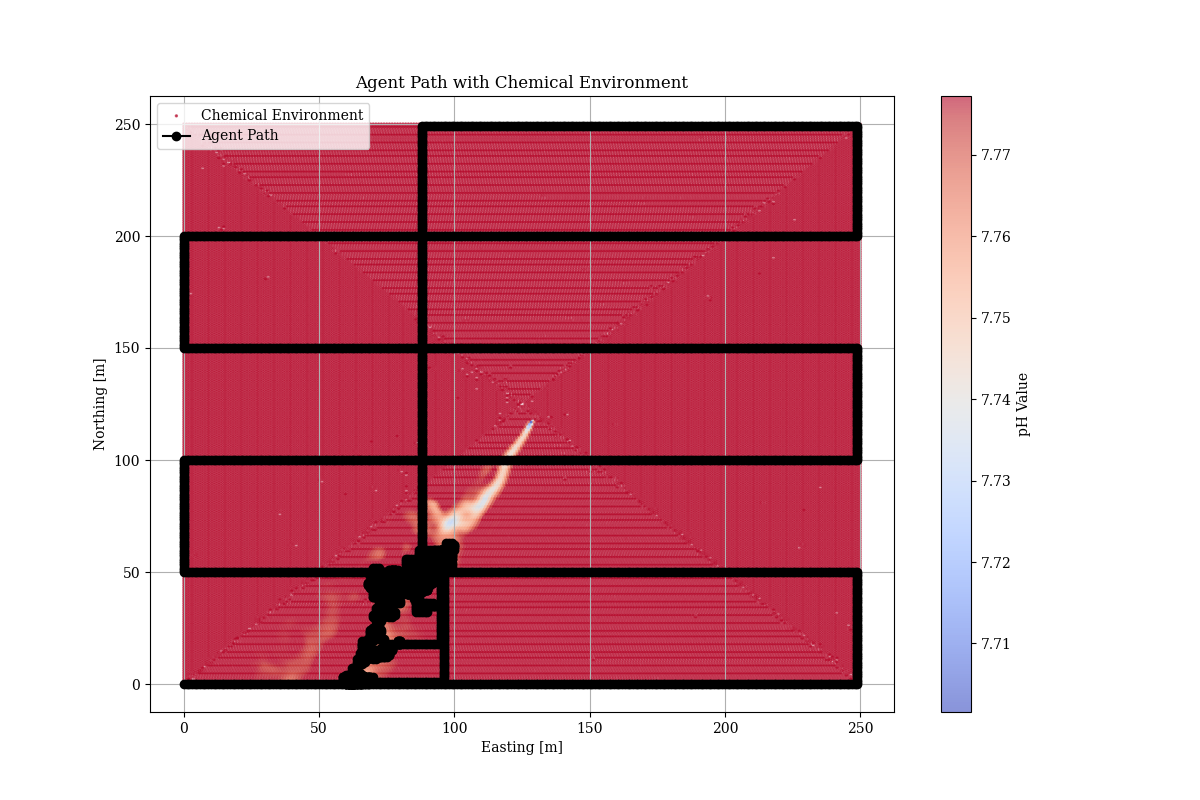 Agent Path with Chemical Environment
Chemical Environment
Agent Path
250
200
150
100
50
0
Northing [m]
0 50 100 150 200 250
Easting [m]
7.77
7.76
7.75
7.74
7.73
7.72
7.71
pH Value